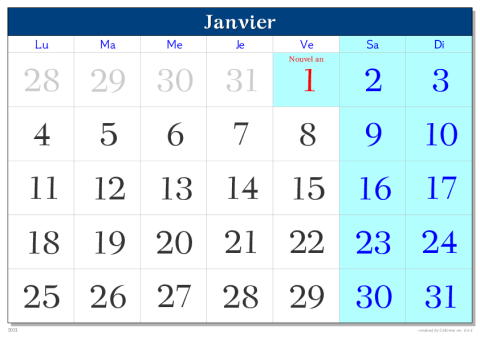 Janvier
Lu Ma Me Je Ve Sa Di
Nouvel an
28 29 30 31 1 2 3
4 5 6 7 8 9 10
11 12 13 14 15 16 17
18 19 20 21 22 23 24
25 26 27 28 29 30 31
2021